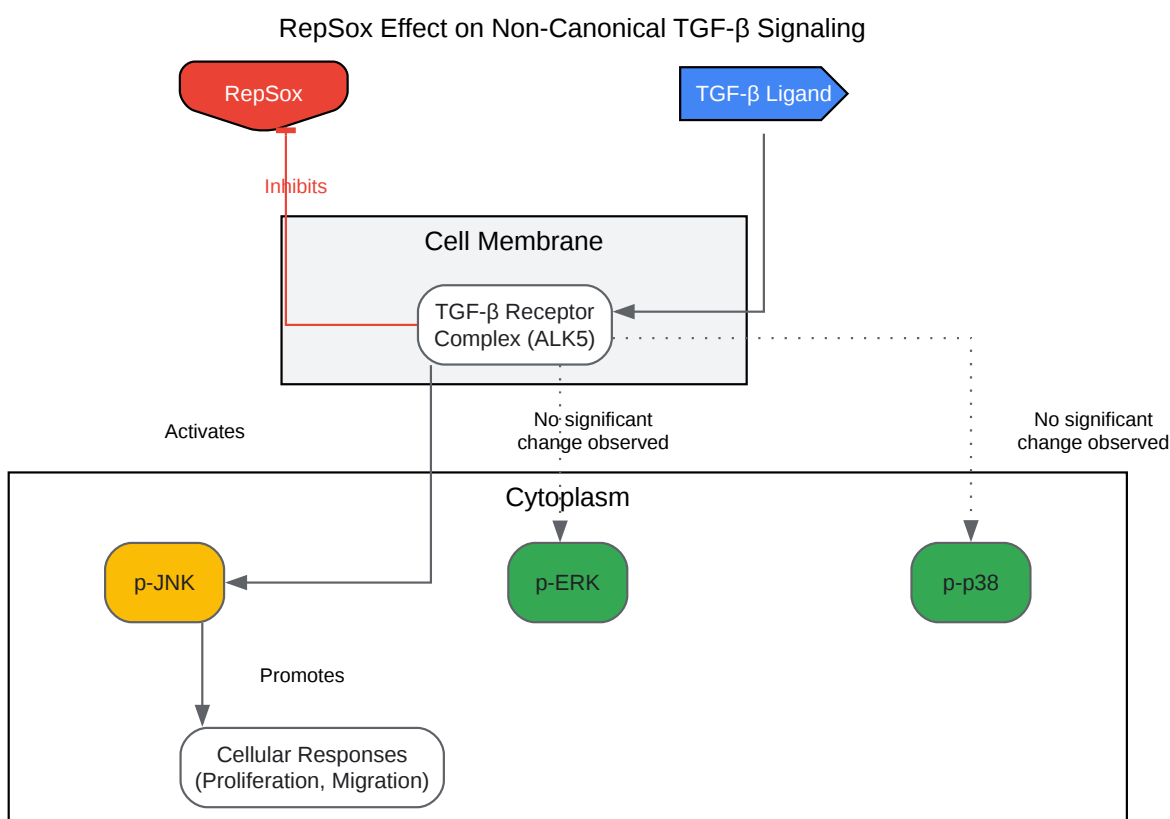 RepSox Effect on Non-Canonical TGF-β Signaling
RepSox
TGF-β Ligand
Inhibits
Cell Membrane
TGF-β Receptor
Complex (ALK5)
Activates
No significant
change observed
No significant
change observed
Cytoplasm
p-JNK
p-ERK
p-p38
Promotes
Cellular Responses
(Proliferation, Migration)